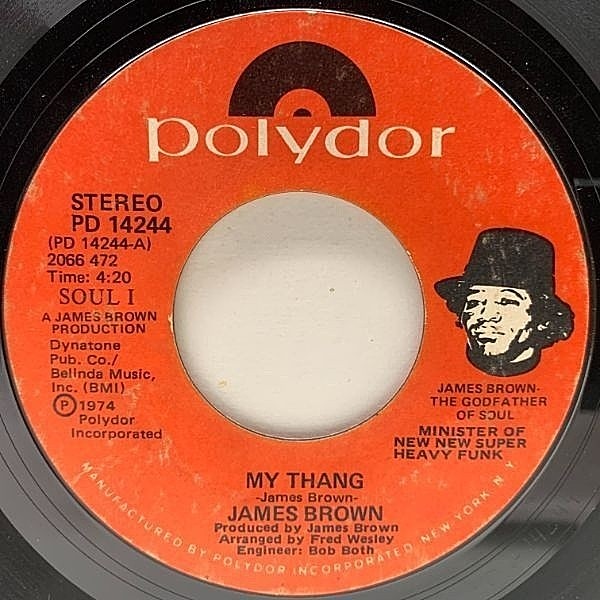 polydor
STEREO
PD 14244
(PD 14244-A)
2066 472
Time: 4:20
SOUL I
A JAMES BROWN
PRODUCTION
Dynatone
Pub. Co./
Belinda Music,
Inc. (BMI)
Ⓟ 1974
Polydor
Incorporated
JAMES BROWN-
THE GODFATHER
OF SOUL
MINISTER OF
NEW NEW SUPER
HEAVY FUNK
MY THANG
-James Brown-
JAMES BROWN
Produced by James Brown
Arranged by Fred Wesley
Engineer: Bob Both
MANUFACTURED BY POLYDOR INCORPORATED, NEW YORK, N.Y.